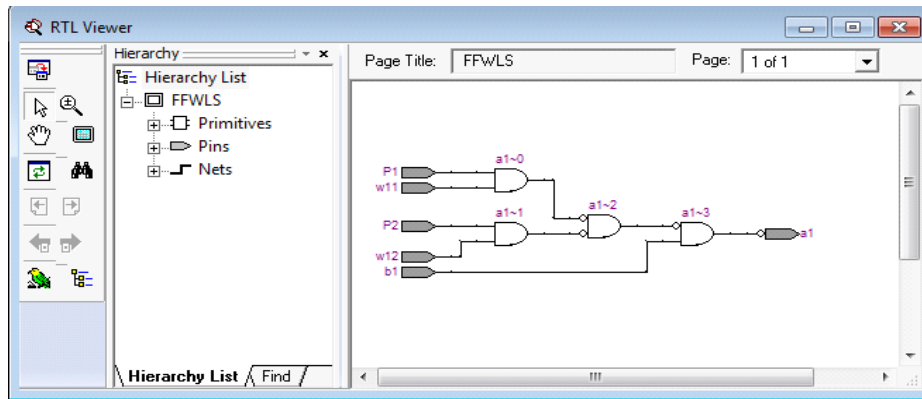 RTL Viewer
Hierarchy
Hierarchy List
FFWLS
Primitives
Pins
Nets
Hierarchy List
Find
Page Title: FFWLS Page: 1 of 1
a1~0
P1
w11
a1~2
a1~1
a1~3
P2
a1
w12
b1